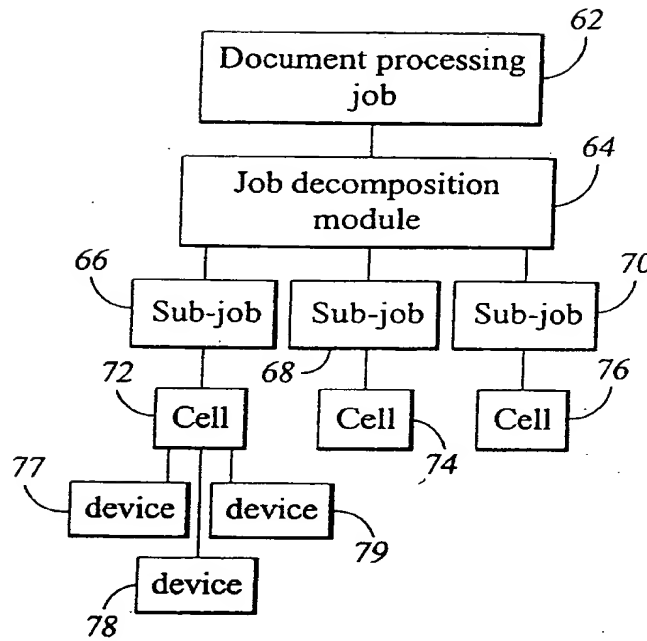 62
Document processing
job
64
Job decomposition
module
66
70
Sub-job
Sub-job
Sub-job
72
68
76
Cell
Cell
Cell
74
77
device
device
79
device
78